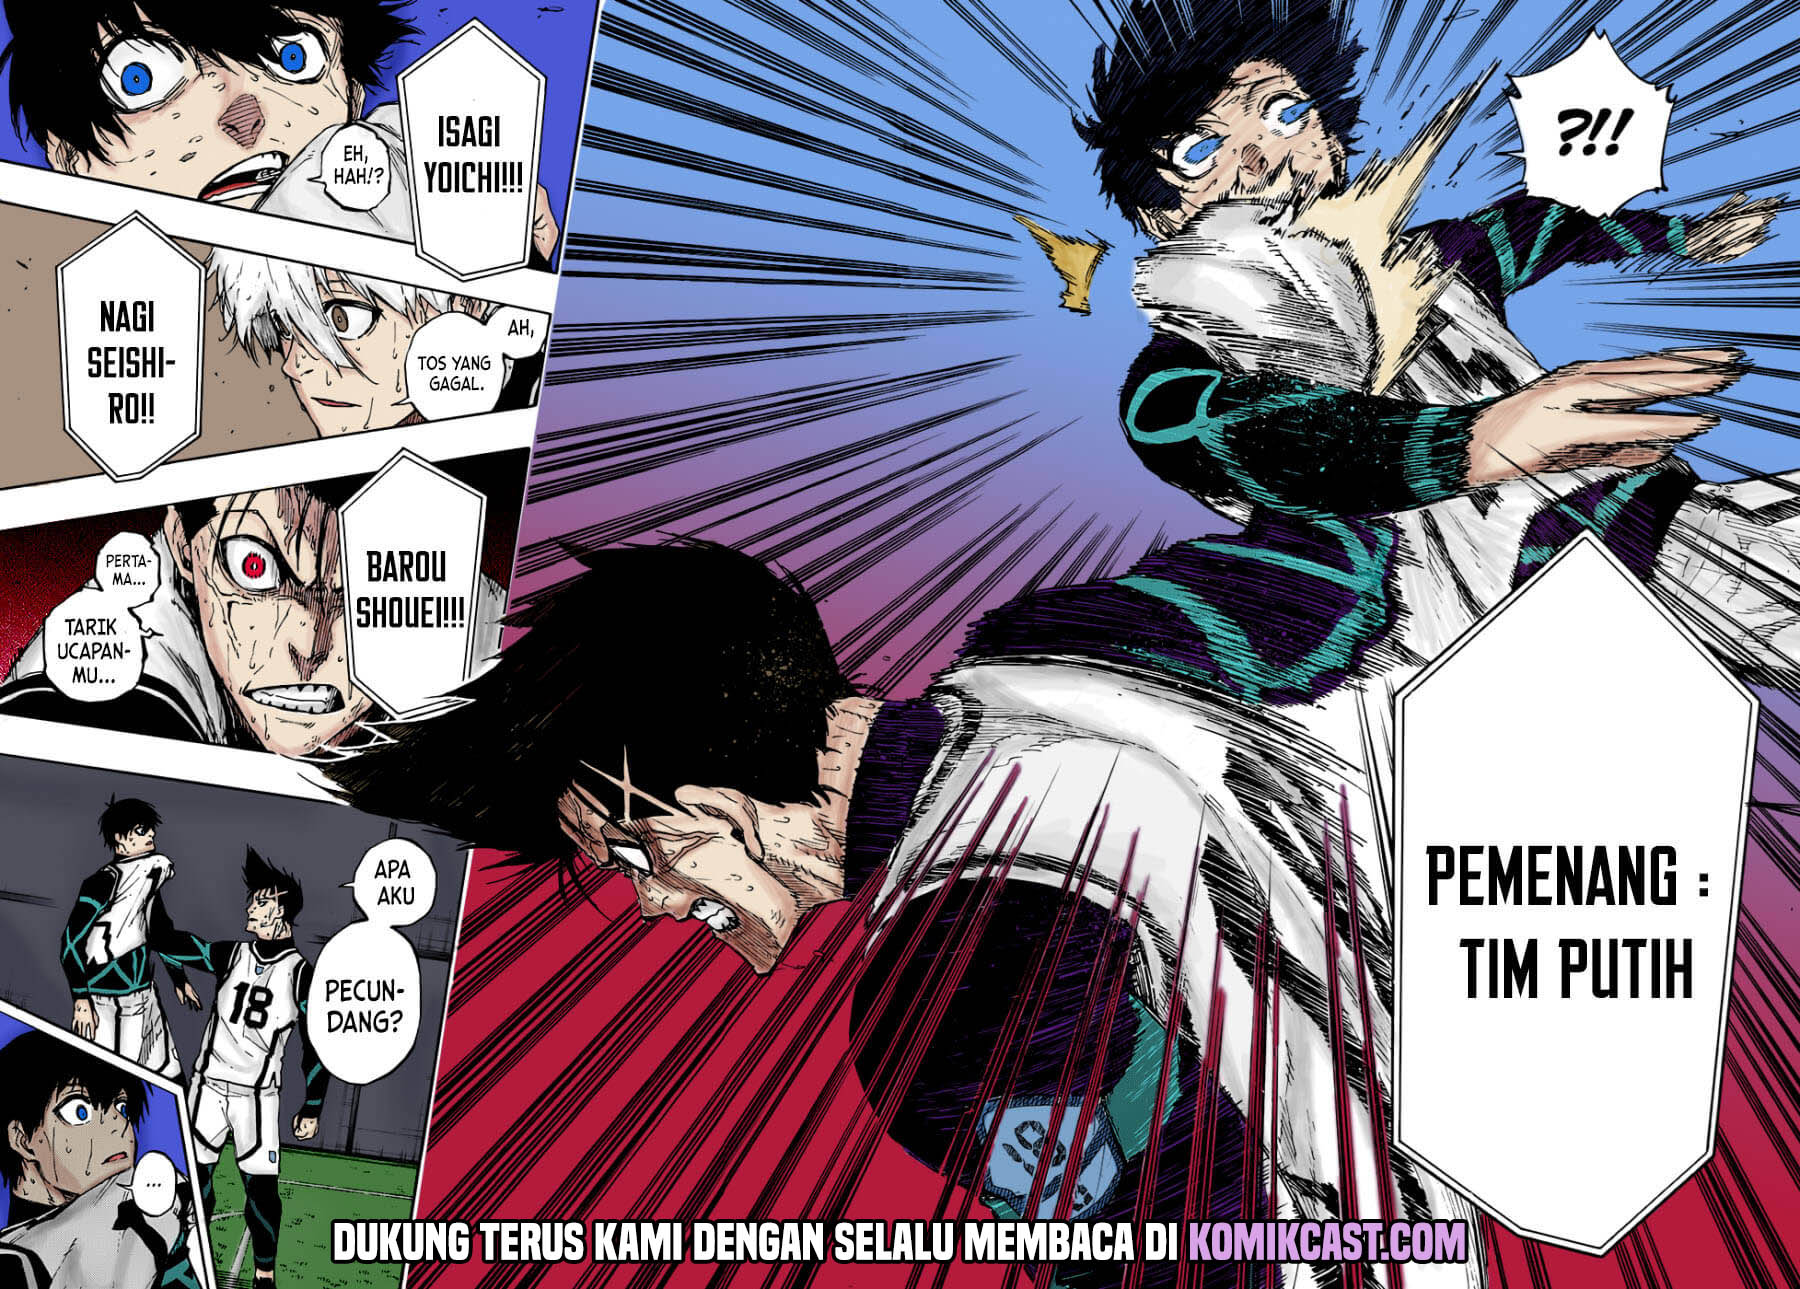 ?!!
PEMENANG :
TIM PUTIH
ISAGI
YOICHI!!!
EH,
HAH!?
NAGI
SEISHI-
RO!!
AH,
TOS YANG
GAGAL.
BAROU
SHOUEI!!!
PERTA-
MA...
TARIK
UCAPAN-
MU...
APA
AKU
PECUN-
DANG?
18
...
DUKUNG TERUS KAMI DENGAN SELALU MEMBACA DI KOMIKCAST.COM